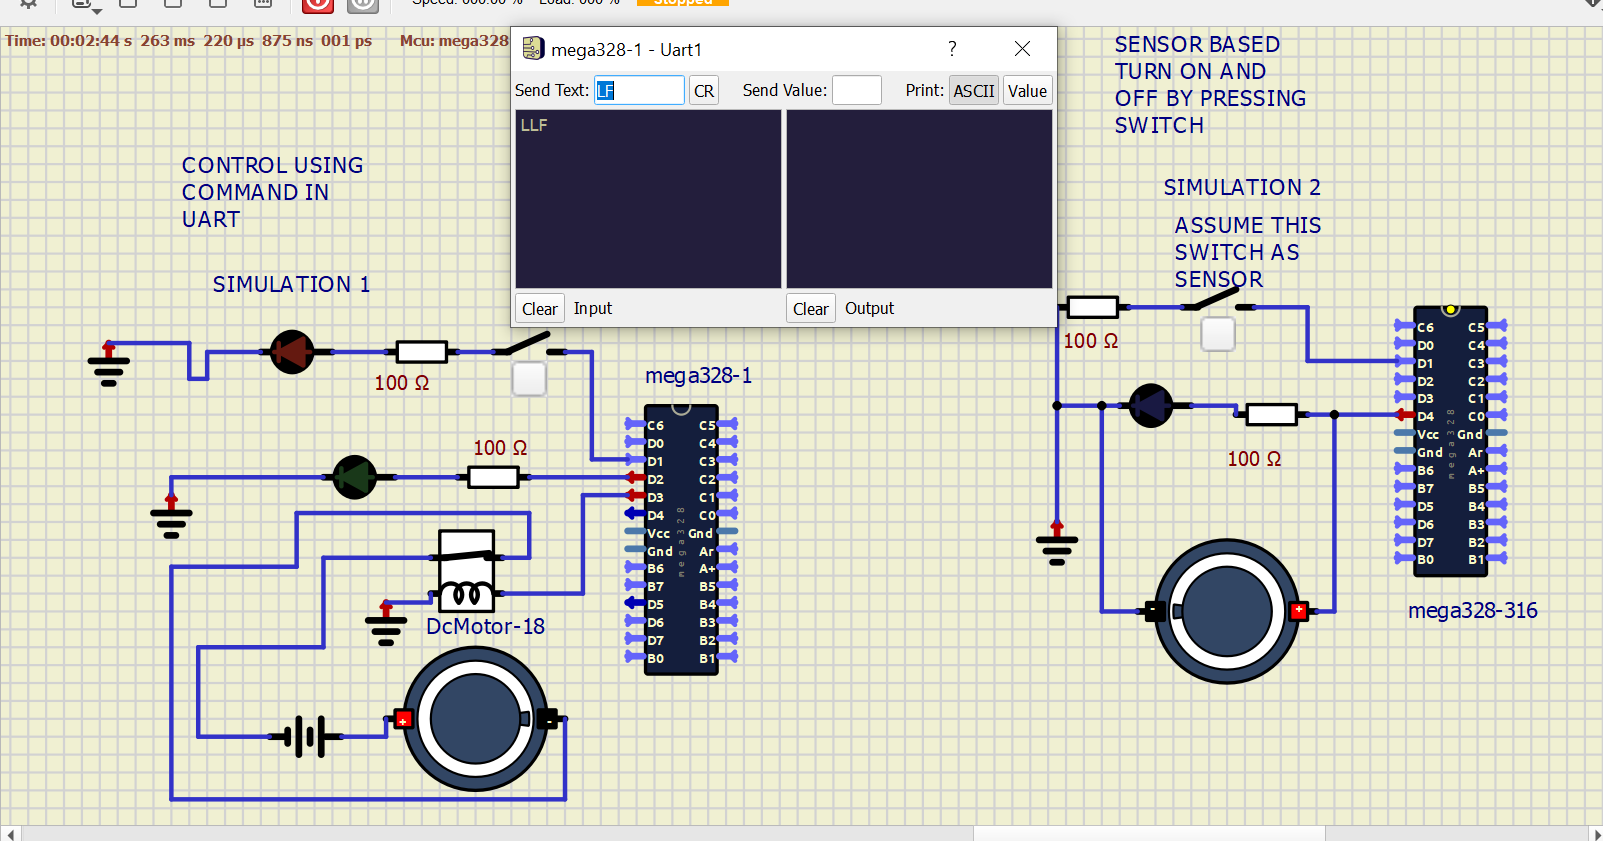 Speed: 000.00 %   Load: 000 %   Stopped
Time: 00:02:44 s  263 ms  220 µs  875 ns  001 ps     Mcu: mega328
mega328-1 - Uart1
?
Send Text: LF CR Send Value: Print: ASCII Value
LLF
Clear Input
Clear Output
CONTROL USING
COMMAND IN
UART
SIMULATION 1
100 Ω
100 Ω
mega328-1
C6 C5
D0 C4
D1 C3
D2 C2
D3 C1
D4 C0
Vcc Gnd
Gnd Ar
B6 A+
B7 B5
D5 B4
D6 B3
D7 B2
B0 B1
mega328
DcMotor-18
+ -
SENSOR BASED
TURN ON AND
OFF BY PRESSING
SWITCH
SIMULATION 2
ASSUME THIS
SWITCH AS
SENSOR
100 Ω
100 Ω
C6 C5
D0 C4
D1 C3
D2 C2
D3 C1
D4 C0
Vcc Gnd
Gnd Ar
B6 A+
B7 B5
D5 B4
D6 B3
D7 B2
B0 B1
mega328
- +
mega328-316